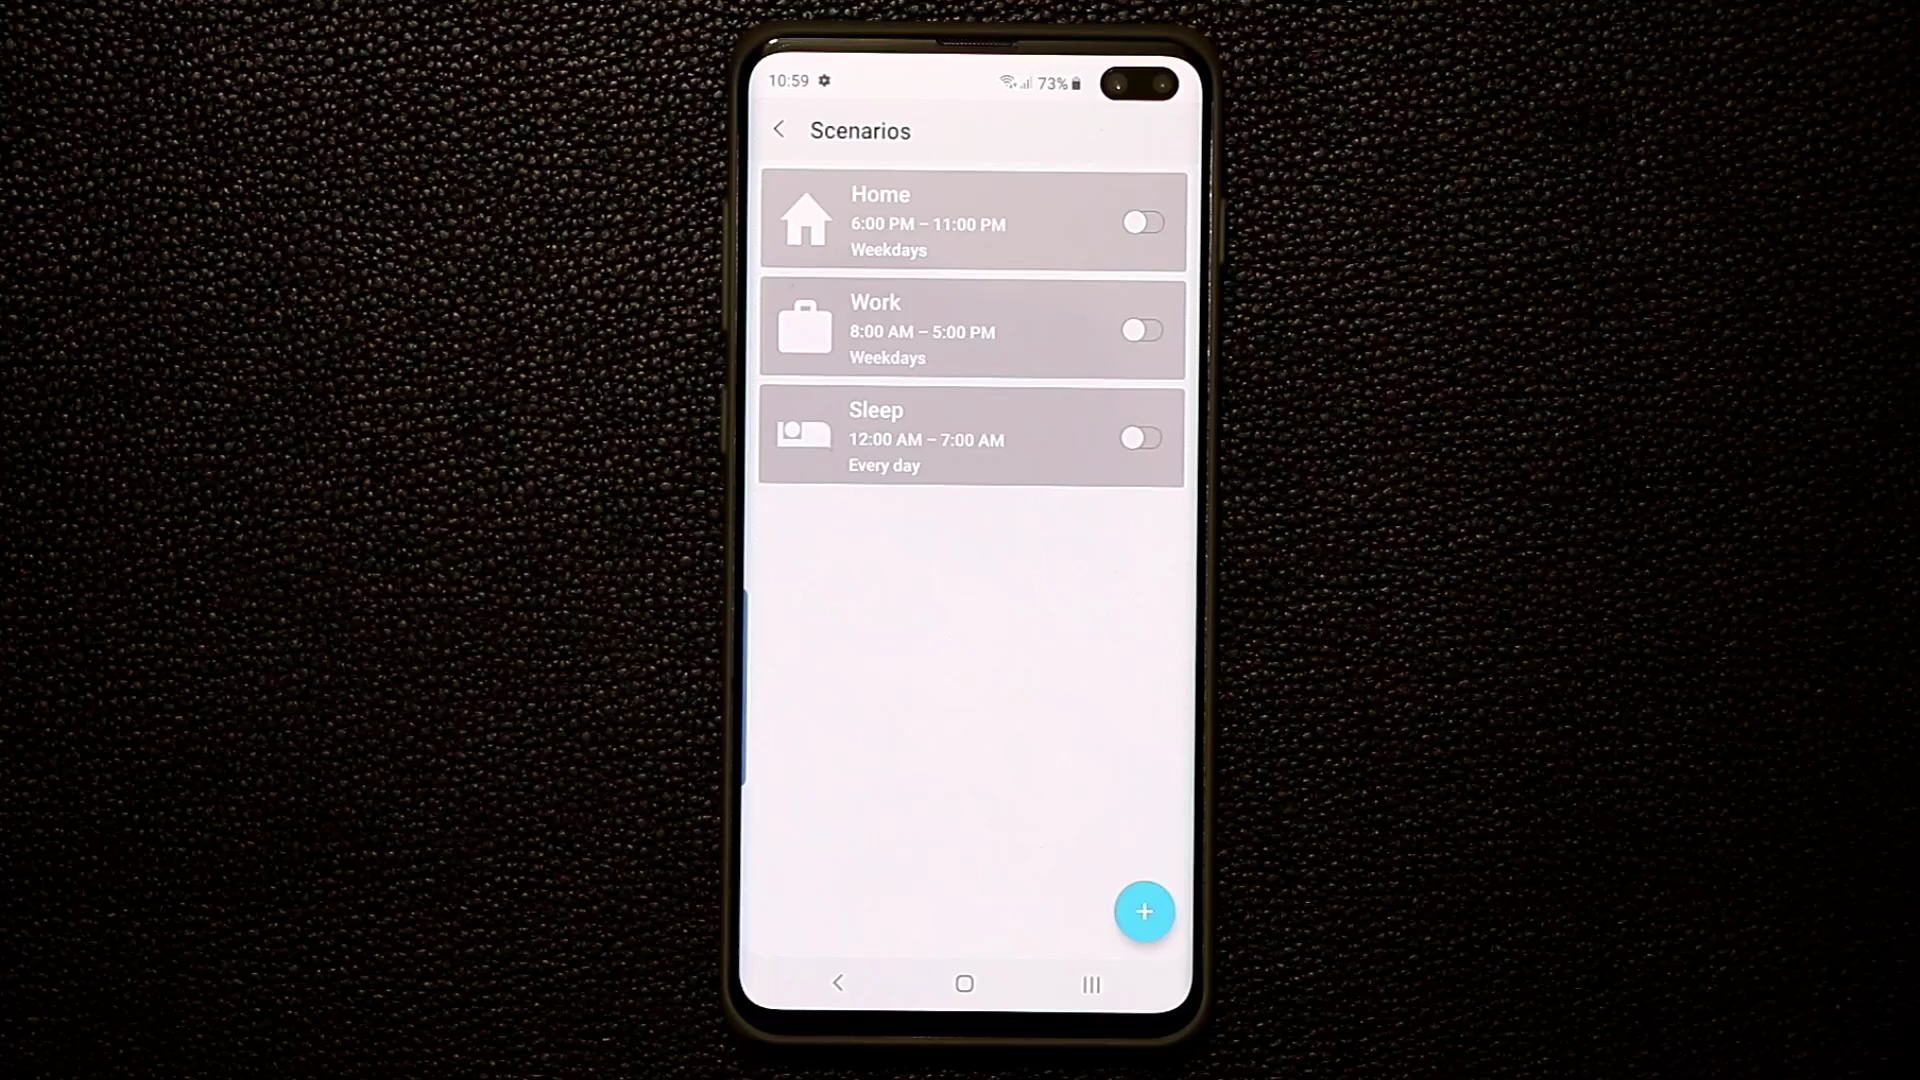 10:59 73%
Scenarios
Home
6:00 PM – 11:00 PM
Weekdays
Work
8:00 AM – 5:00 PM
Weekdays
Sleep
12:00 AM – 7:00 AM
Every day